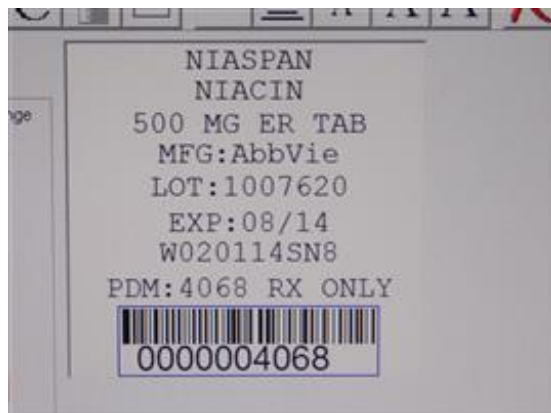 NIASPAN
NIACIN
500 MG ER TAB
MFG:AbbVie
LOT:1007620
EXP:08/14
W020114SN8
PDM:4068 RX ONLY
0000004068